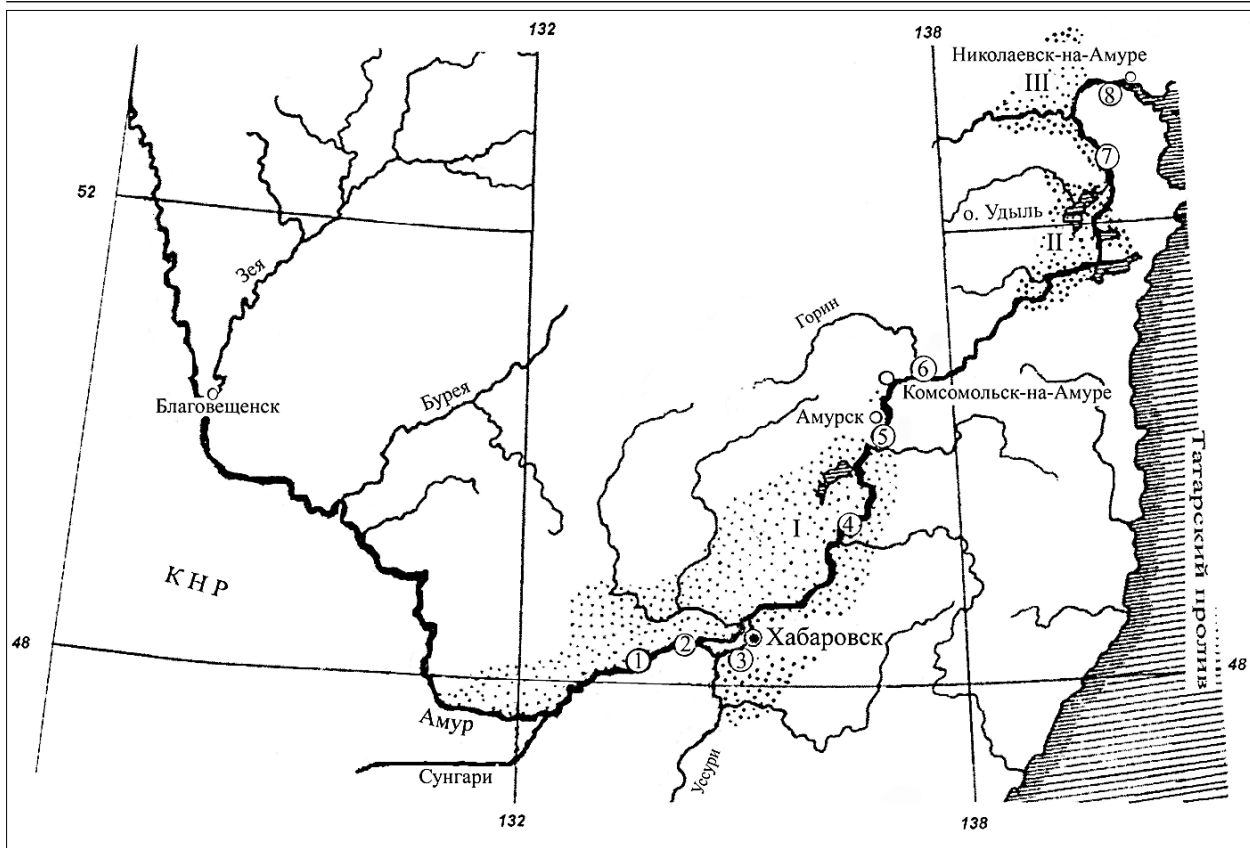 132
138
Николаевск-на-Амуре
III
8
7
52
о. Удыль
II
Зея
Горин
6
Благовещенск
Бурея
Комсомольск-на-Амуре
Амурск
5
Татарский пролив
I
4
КНР
48
Хабаровск
2
1
3
48
Амур
Сунгари
Уссури
132
138